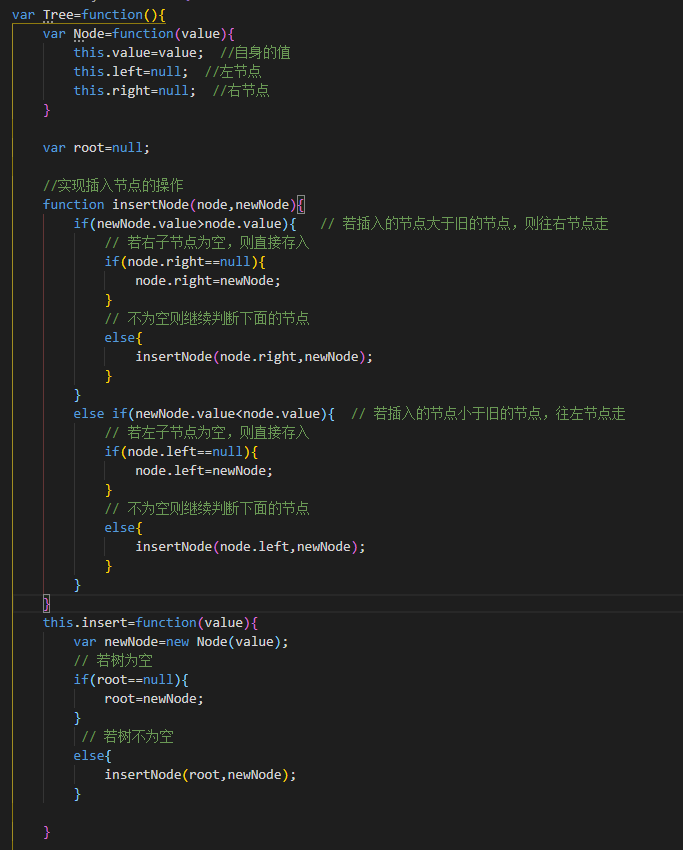 var Tree=function(){
    var Node=function(value){
        this.value=value;  //自身的值
        this.left=null;  //左节点
        this.right=null;  //右节点
    }

    var root=null;

    //实现插入节点的操作
    function insertNode(node,newNode){
        if(newNode.value>node.value){   // 若插入的节点大于旧的节点，则往右节点走
            // 若右子节点为空，则直接存入
            if(node.right==null){
                node.right=newNode;
            }
            // 不为空则继续判断下面的节点
            else{
                insertNode(node.right,newNode);
            }
        }
        else if(newNode.value<node.value){  // 若插入的节点小于旧的节点，往左节点走
            // 若左子节点为空，则直接存入
            if(node.left==null){
                node.left=newNode;
            }
            // 不为空则继续判断下面的节点
            else{
                insertNode(node.left,newNode);
            }
        }
    }
    this.insert=function(value){
        var newNode=new Node(value);
        // 若树为空
        if(root==null){
            root=newNode;
        }
         // 若树不为空
        else{
            insertNode(root,newNode);
        }

    }